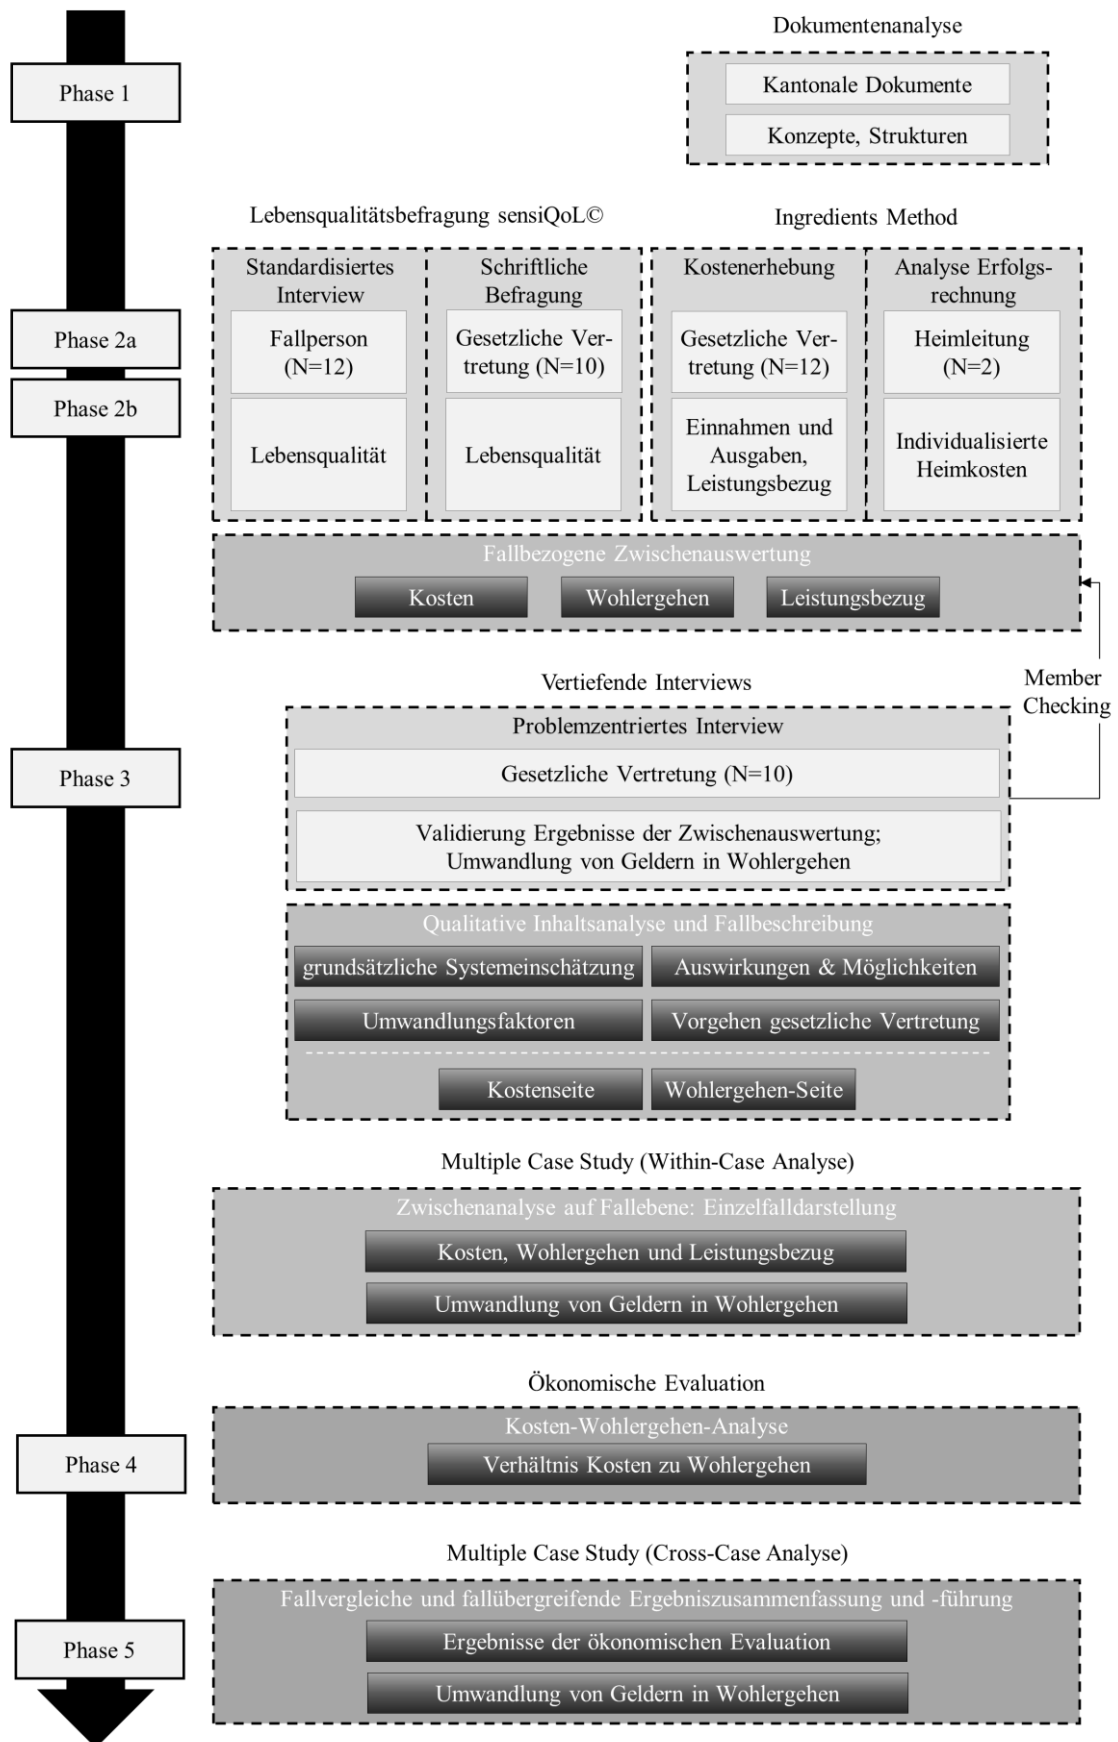 Dokumentenanalyse
Phase 1
Kantonale Dokumente
Konzepte, Strukturen
Lebensqualitätsbefragung sensiQoL©
Ingredients Method
Standardisiertes
Interview
Schriftliche
Befragung
Kostenerhebung
Analyse Erfolgs-
rechnung
Phase 2a
Fallperson
(N=12)
Gesetzliche Ver-
tretung (N=10)
Gesetzliche Ver-
tretung (N=12)
Heimleitung
(N=2)
Phase 2b
Lebensqualität
Lebensqualität
Einnahmen und
Ausgaben,
Leistungsbezug
Individualisierte
Heimkosten
Fallbezogene Zwischenauswertung
Kosten
Wohlergehen
Leistungsbezug
Member
Checking
Vertiefende Interviews
Problemzentriertes Interview
Phase 3
Gesetzliche Vertretung (N=10)
Validierung Ergebnisse der Zwischenauswertung;
Umwandlung von Geldern in Wohlergehen
Qualitative Inhaltsanalyse und Fallbeschreibung
grundsätzliche Systemeinschätzung
Auswirkungen & Möglichkeiten
Umwandlungsfaktoren
Vorgehen gesetzliche Vertretung
Kostenseite
Wohlergehen-Seite
Multiple Case Study (Within-Case Analyse)
Zwischenanalyse auf Fallebene: Einzelfalldarstellung
Kosten, Wohlergehen und Leistungsbezug
Umwandlung von Geldern in Wohlergehen
Ökonomische Evaluation
Kosten-Wohlergehen-Analyse
Phase 4
Verhältnis Kosten zu Wohlergehen
Multiple Case Study (Cross-Case Analyse)
Fallvergleiche und fallübergreifende Ergebniszusammenfassung und -führung
Phase 5
Ergebnisse der ökonomischen Evaluation
Umwandlung von Geldern in Wohlergehen